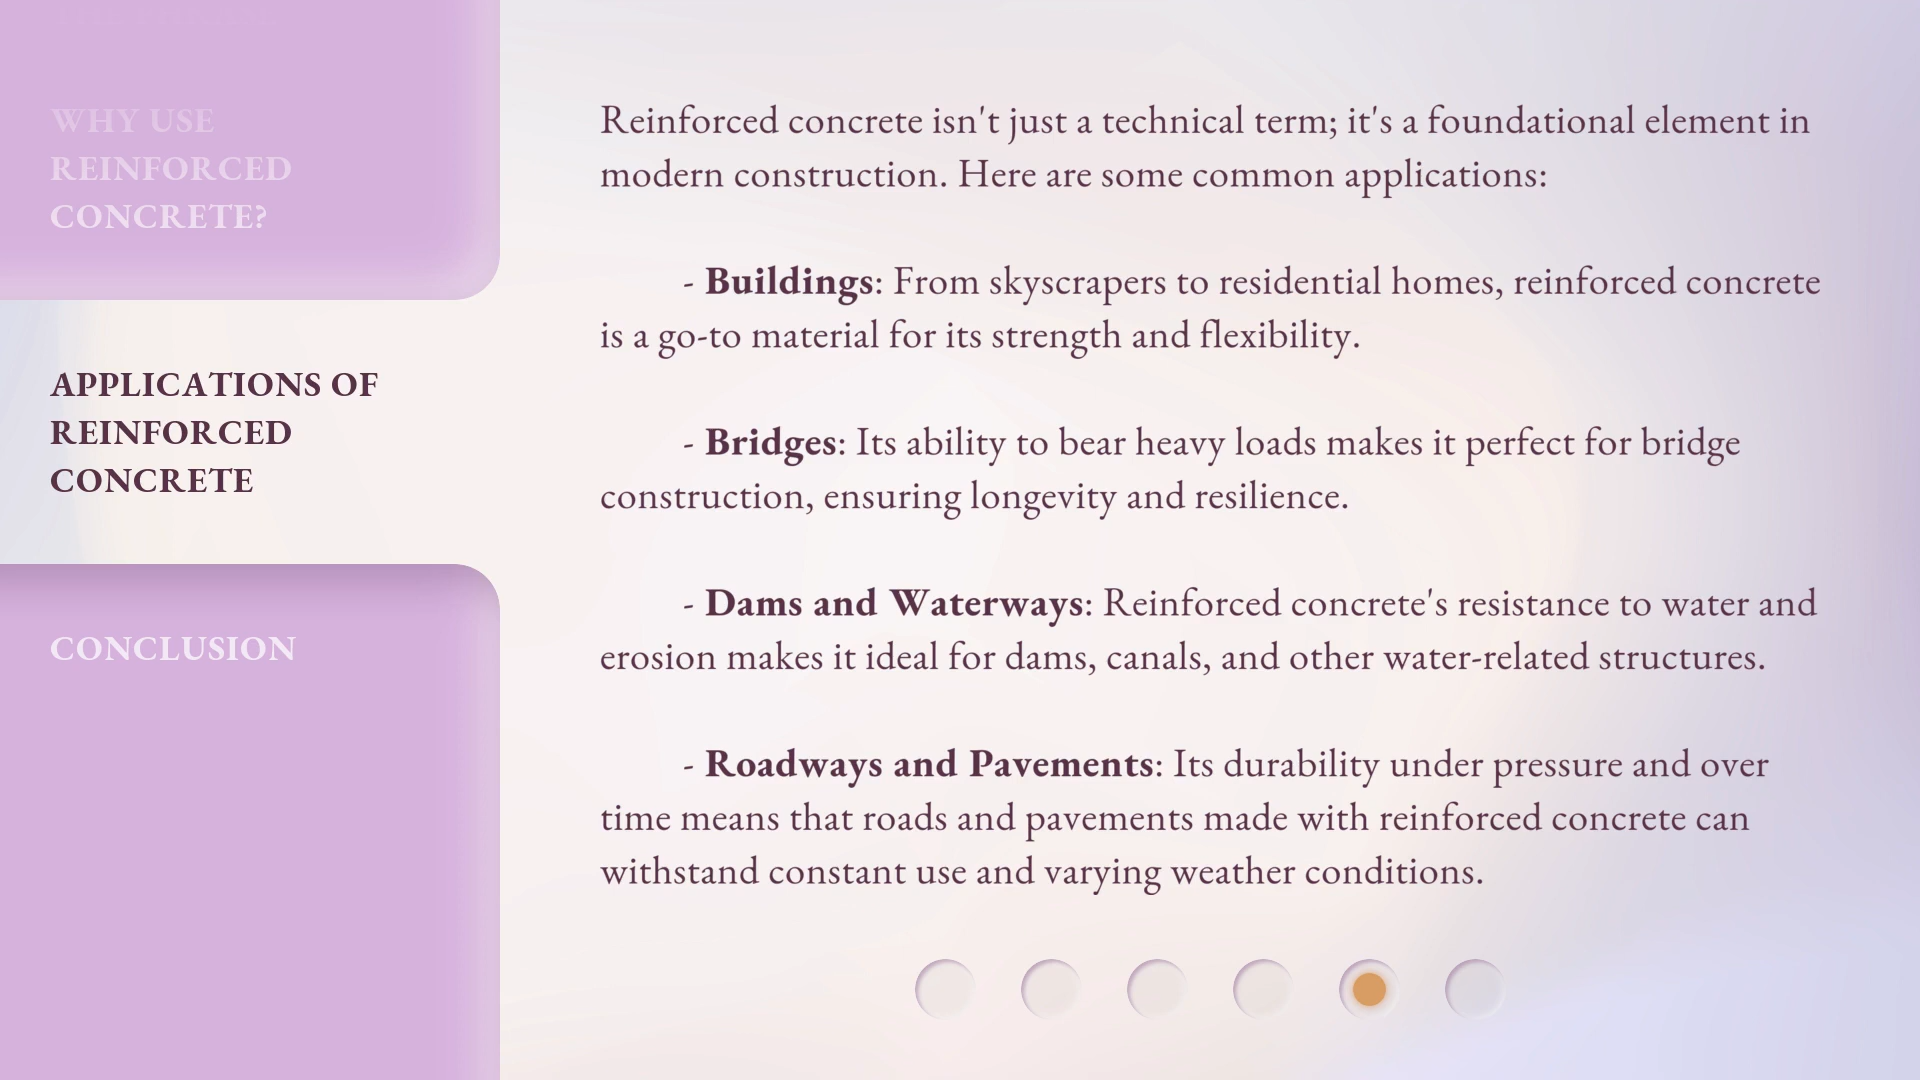 WHY USE
REINFORCED
CONCRETE?
APPLICATIONS OF
REINFORCED
CONCRETE
CONCLUSION
Reinforced concrete isn't just a technical term; it's a foundational element in
modern construction. Here are some common applications:
- Buildings: From skyscrapers to residential homes, reinforced concrete
is a go-to material for its strength and flexibility.
- Bridges: Its ability to bear heavy loads makes it perfect for bridge
construction, ensuring longevity and resilience.
- Dams and Waterways: Reinforced concrete's resistance to water and
erosion makes it ideal for dams, canals, and other water-related structures.
- Roadways and Pavements: Its durability under pressure and over
time means that roads and pavements made with reinforced concrete can
withstand constant use and varying weather conditions.